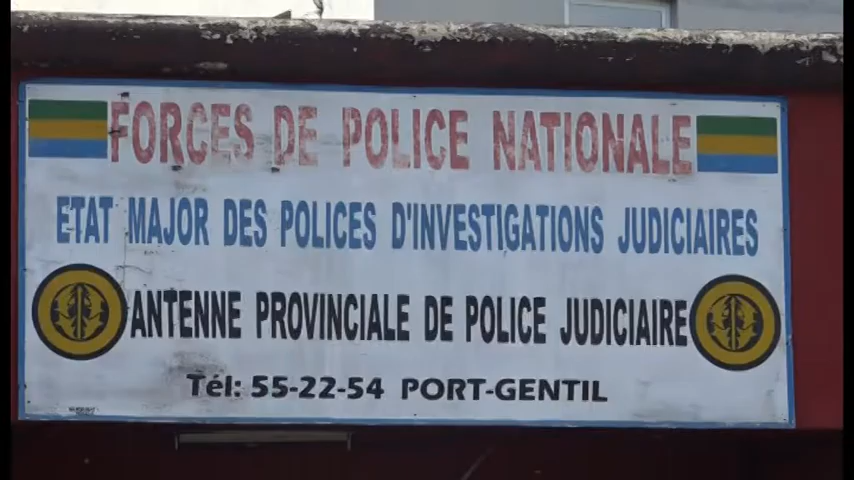 FORCES DE POLICE NATIONALE
ETAT MAJOR DES POLICES D'INVESTIGATIONS JUDICIAIRES
ANTENNE PROVINCIALE DE POLICE JUDICIAIRE
Tél: 55-22-54 PORT-GENTIL